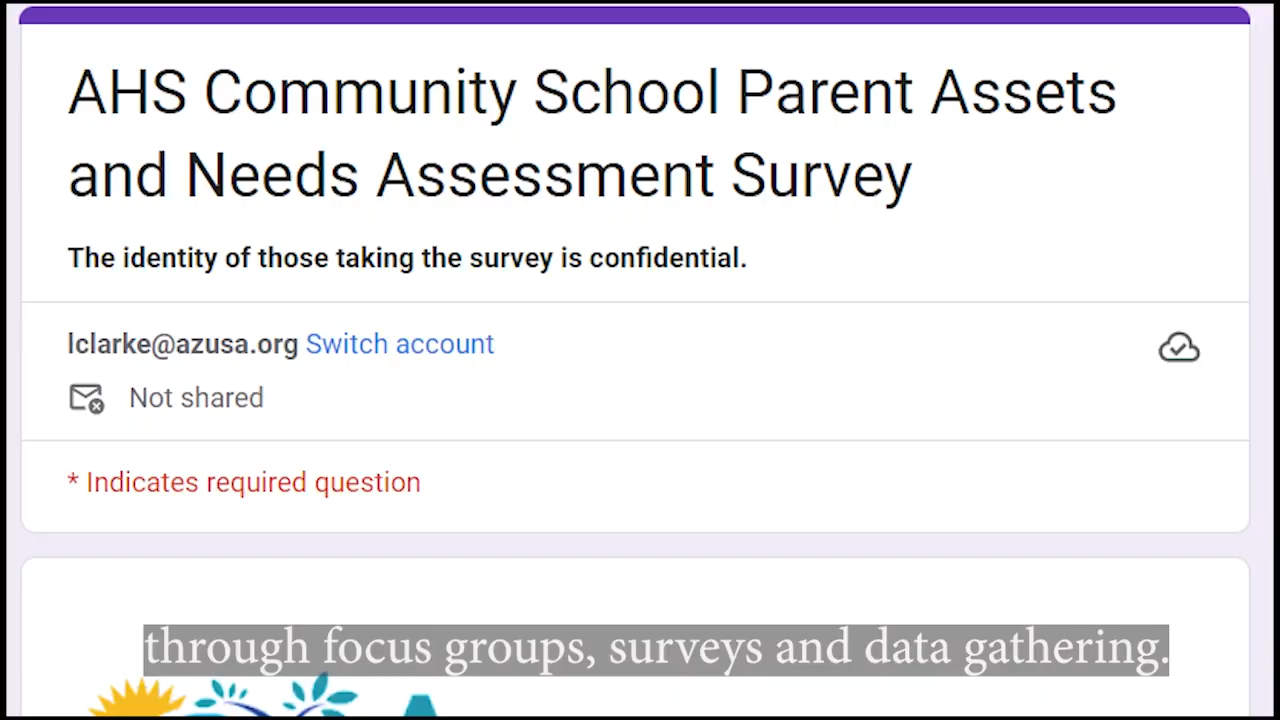 AHS Community School Parent Assets
and Needs Assessment Survey
The identity of those taking the survey is confidential.
lclarke@azusa.org Switch account
Not shared
* Indicates required question
through focus groups, surveys and data gathering.